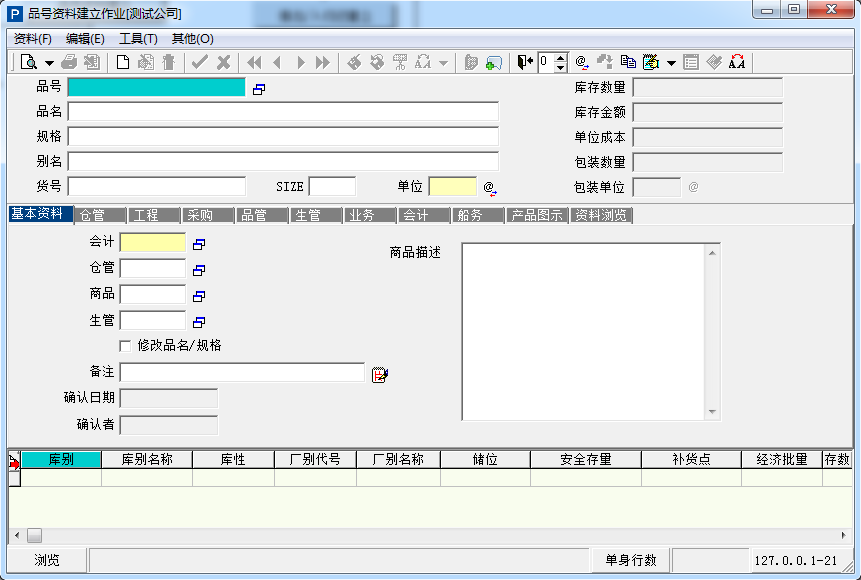 品号资料建立作业[测试公司]
资料(F) 编辑(E) 工具(T) 其他(O)
0
品号 库存数量
品名 库存金额
规格 单位成本
别名 包装数量
货号 SIZE 单位 @ 包装单位 @
基本资料 仓管 工程 采购 品管 生管 业务 会计 船务 产品图示 资料浏览
会计 商品描述
仓管
商品
生管
修改品名/规格
备注
确认日期
确认者
库别 库别名称 库性 厂别代号 厂别名称 储位 安全存量 补货点 经济批量 存数
浏览 单身行数 127.0.0.1-21